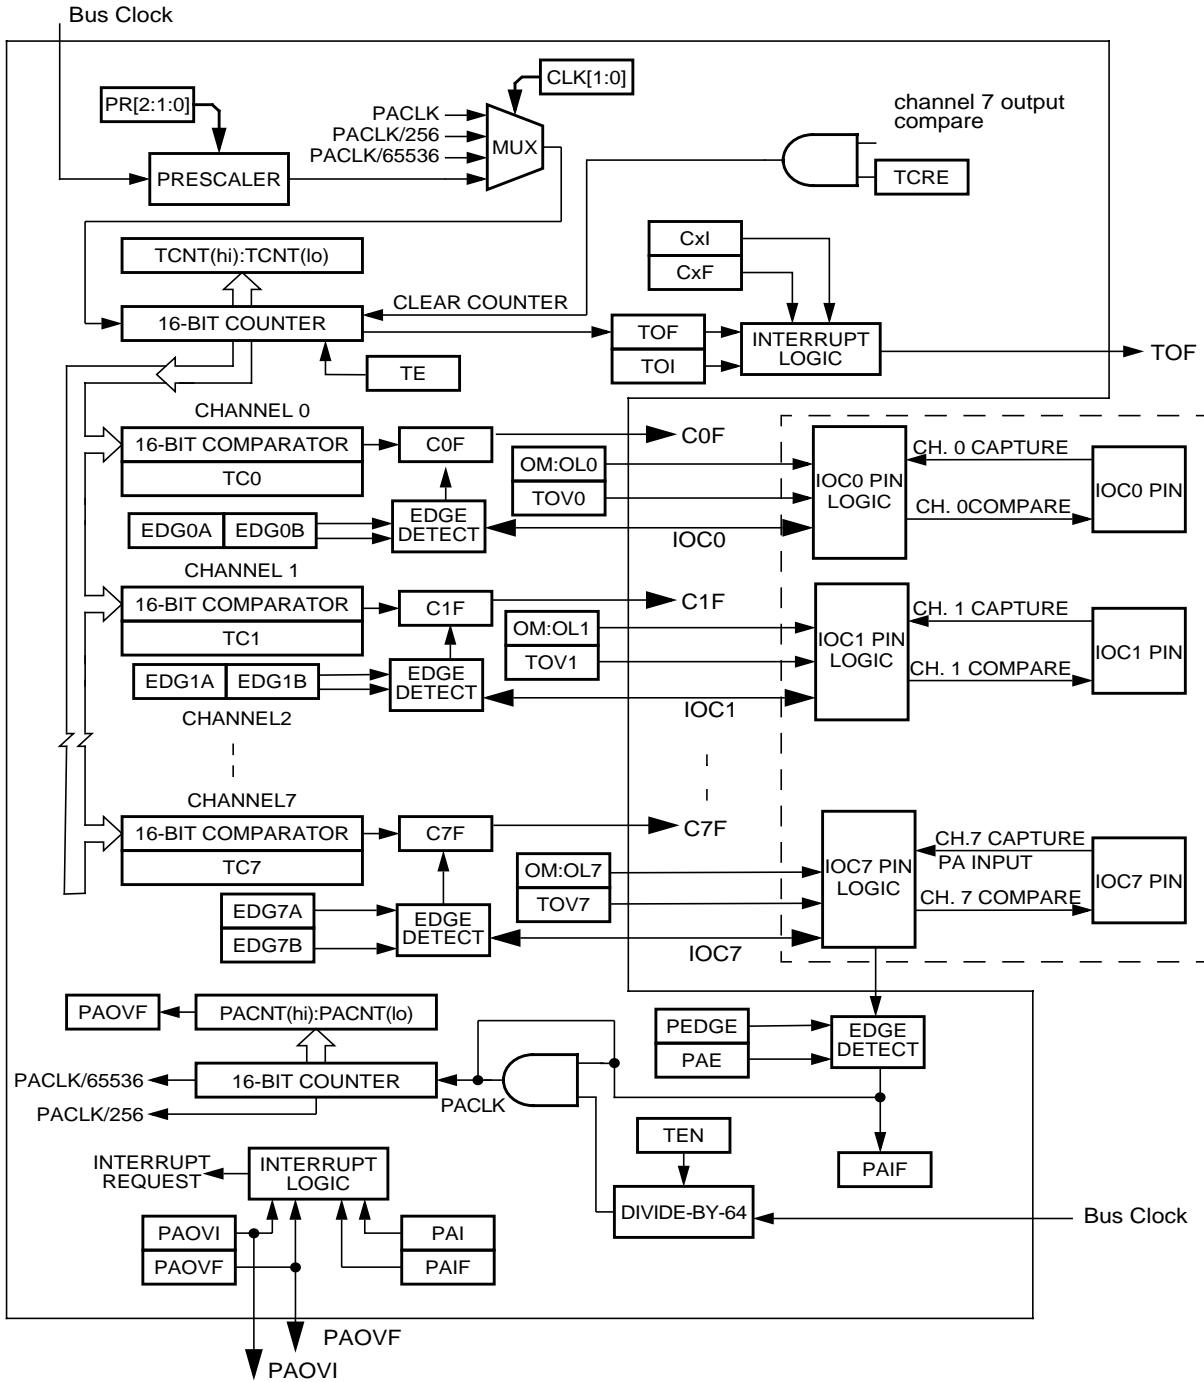 Bus Clock
CLK[1:0]
PR[2:1:0]
PACLK
PACLK/256
PACLK/65536
MUX
channel 7 output
compare
PRESCALER
TCRE
CxI
CxF
TCNT(hi):TCNT(lo)
CLEAR COUNTER
16-BIT COUNTER
TOF
TOI
INTERRUPT
LOGIC
TOF
TE
CHANNEL 0
16-BIT COMPARATOR
TC0
C0F
C0F
OM:OL0
TOV0
EDG0A
EDG0B
EDGE
DETECT
IOC0
IOC0 PIN
LOGIC
CH. 0 CAPTURE
CH. 0COMPARE
IOC0 PIN
CHANNEL 1
16-BIT COMPARATOR
TC1
C1F
C1F
OM:OL1
TOV1
EDG1A
EDG1B
EDGE
DETECT
IOC1
IOC1 PIN
LOGIC
CH. 1 CAPTURE
CH. 1 COMPARE
IOC1 PIN
CHANNEL2
CHANNEL7
16-BIT COMPARATOR
TC7
C7F
C7F
OM:OL7
TOV7
EDG7A
EDG7B
EDGE
DETECT
IOC7
IOC7 PIN
LOGIC
CH.7 CAPTURE
PA INPUT
CH. 7 COMPARE
IOC7 PIN
PAOVF
PACNT(hi):PACNT(lo)
PEDGE
PAE
EDGE
DETECT
PACLK/65536
16-BIT COUNTER
PACLK
PACLK/256
TEN
PAIF
INTERRUPT
REQUEST
INTERRUPT
LOGIC
DIVIDE-BY-64
Bus Clock
PAOVI
PAOVF
PAI
PAIF
PAOVF
PAOVI